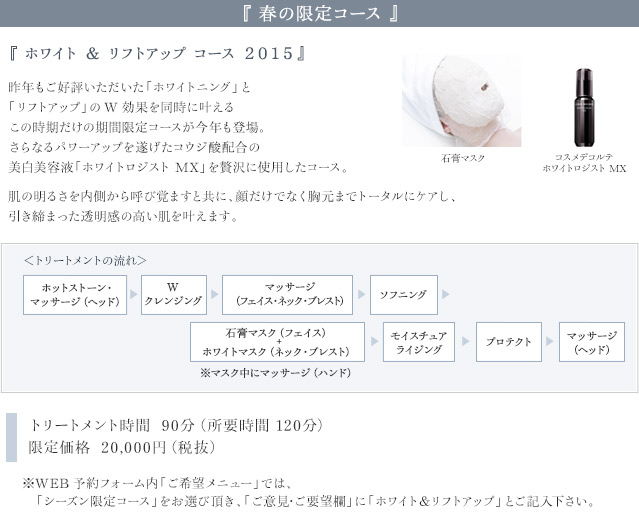 『 春の限定コース 』
『 ホワイト & リフトアップ コース 2015』
昨年もご好評いただいた「ホワイトニング」と
「リフトアップ」のW効果を同時に叶える
この時期だけの期間限定コースが今年も登場。
さらなるパワーアップを遂げたコウジ酸配合の
美白美容液「ホワイトロジスト MX」を贅沢に使用したコース。
石膏マスク
コスメデコルテ
ホワイトロジスト MX
肌の明るさを内側から呼び覚ますと共に、顔だけでなく胸元までトータルにケアし、
引き締まった透明感の高い肌を叶えます。
＜トリートメントの流れ＞
ホットストーン・
マッサージ（ヘッド）
W
クレンジング
マッサージ
（フェイス・ネック・ブレスト）
ソフニング
石膏マスク（フェイス）
+
ホワイトマスク（ネック・ブレスト）
※マスク中にマッサージ（ハンド）
モイスチュア
ライジング
プロテクト
マッサージ
（ヘッド）
トリートメント時間 90分（所要時間 120分）
限定価格 20,000円（税抜）
※WEB予約フォーム内「ご希望メニュー」では、
「シーズン限定コース」をお選び頂き、「ご意見・ご要望欄」に「ホワイト&リフトアップ」とご記入下さい。